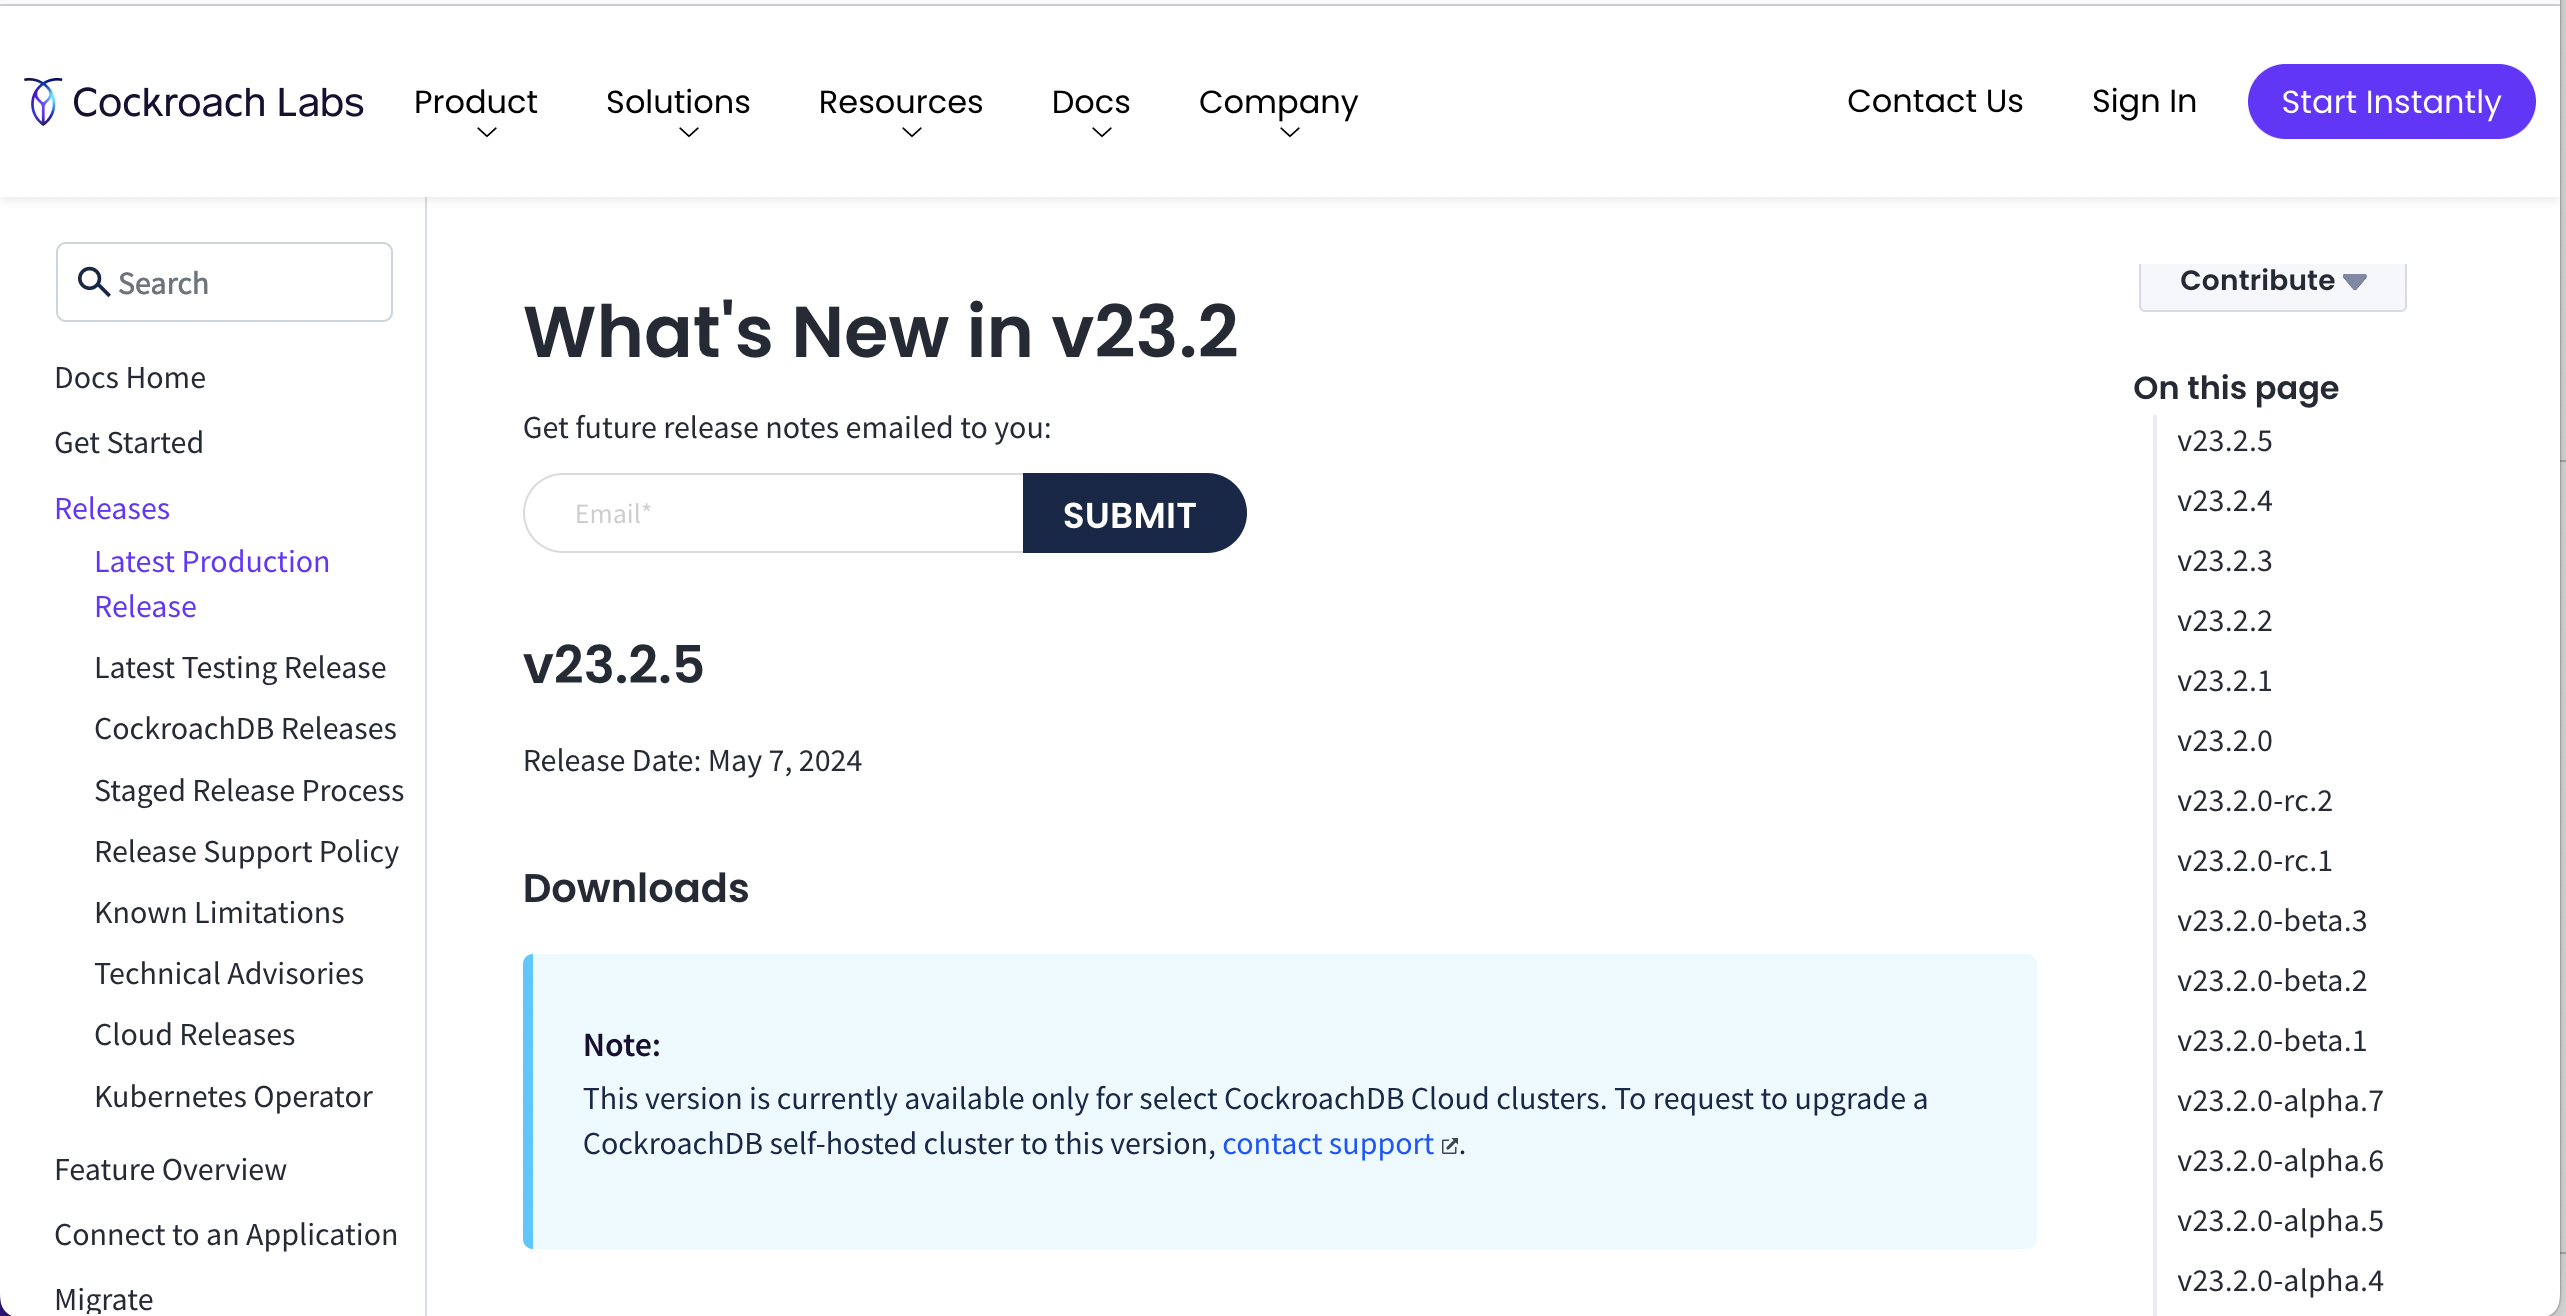 Cockroach Labs
Product
Solutions
Resources
Docs
Company
Contact Us
Sign In
Start Instantly
Search
Docs Home
Get Started
Releases
Latest Production
Release
Latest Testing Release
CockroachDB Releases
Staged Release Process
Release Support Policy
Known Limitations
Technical Advisories
Cloud Releases
Kubernetes Operator
Feature Overview
Connect to an Application
Migrate
What's New in v23.2
Get future release notes emailed to you:
Email*
SUBMIT
v23.2.5
Release Date: May 7, 2024
Downloads
Note:
This version is currently available only for select CockroachDB Cloud clusters. To request to upgrade a
CockroachDB self-hosted cluster to this version, contact support.
Contribute
On this page
v23.2.5
v23.2.4
v23.2.3
v23.2.2
v23.2.1
v23.2.0
v23.2.0-rc.2
v23.2.0-rc.1
v23.2.0-beta.3
v23.2.0-beta.2
v23.2.0-beta.1
v23.2.0-alpha.7
v23.2.0-alpha.6
v23.2.0-alpha.5
v23.2.0-alpha.4